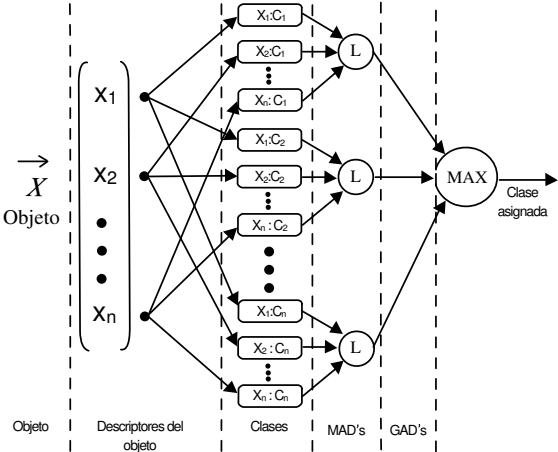 X
Objeto
X1
X2
Xn
X1:C1
X2:C1
Xn: C1
X1:C2
X2:C2
Xn : C2
X1:Cn
X2 : Cn
Xn : Cn
L
L
L
MAX
Clase
asignada
Objeto
Descriptores del
objeto
Clases
MAD's
GAD's